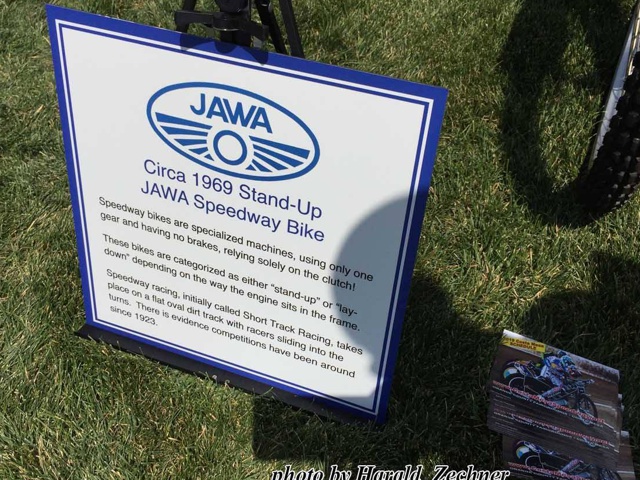 JAWA
Circa 1969 Stand-Up
JAWA Speedway Bike
Speedway bikes are specialized machines, using only one
gear and having no brakes, relying solely on the clutch!
These bikes are categorized as either "stand-up" or "lay-
down" depending on the way the engine sits in the frame.
Speedway racing, initially called Short Track Racing, takes
place on a flat oval dirt track with racers sliding into the
turns. There is evidence competitions have been around
since 1923.
photo by Harald Zechner